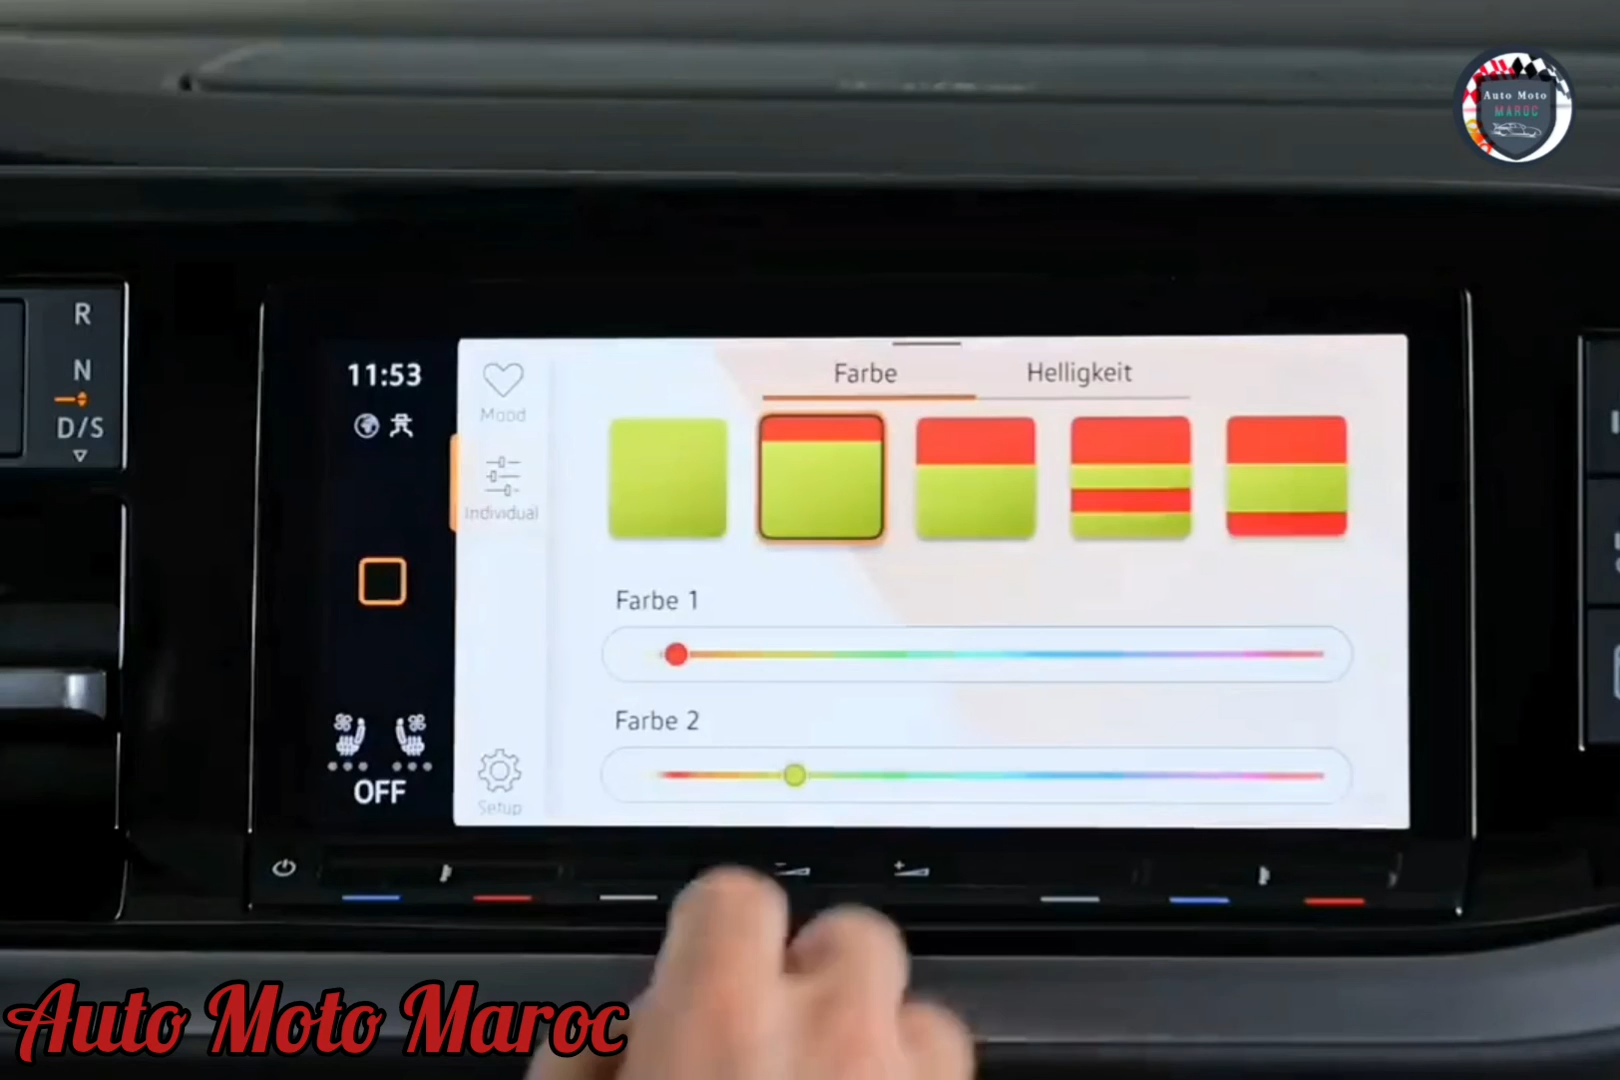 Auto Moto
MAROC
R
N
D/S
11:53
Mood
Individual
Setup
OFF
Farbe
Helligkeit
Farbe 1
Farbe 2
Auto Moto Maroc